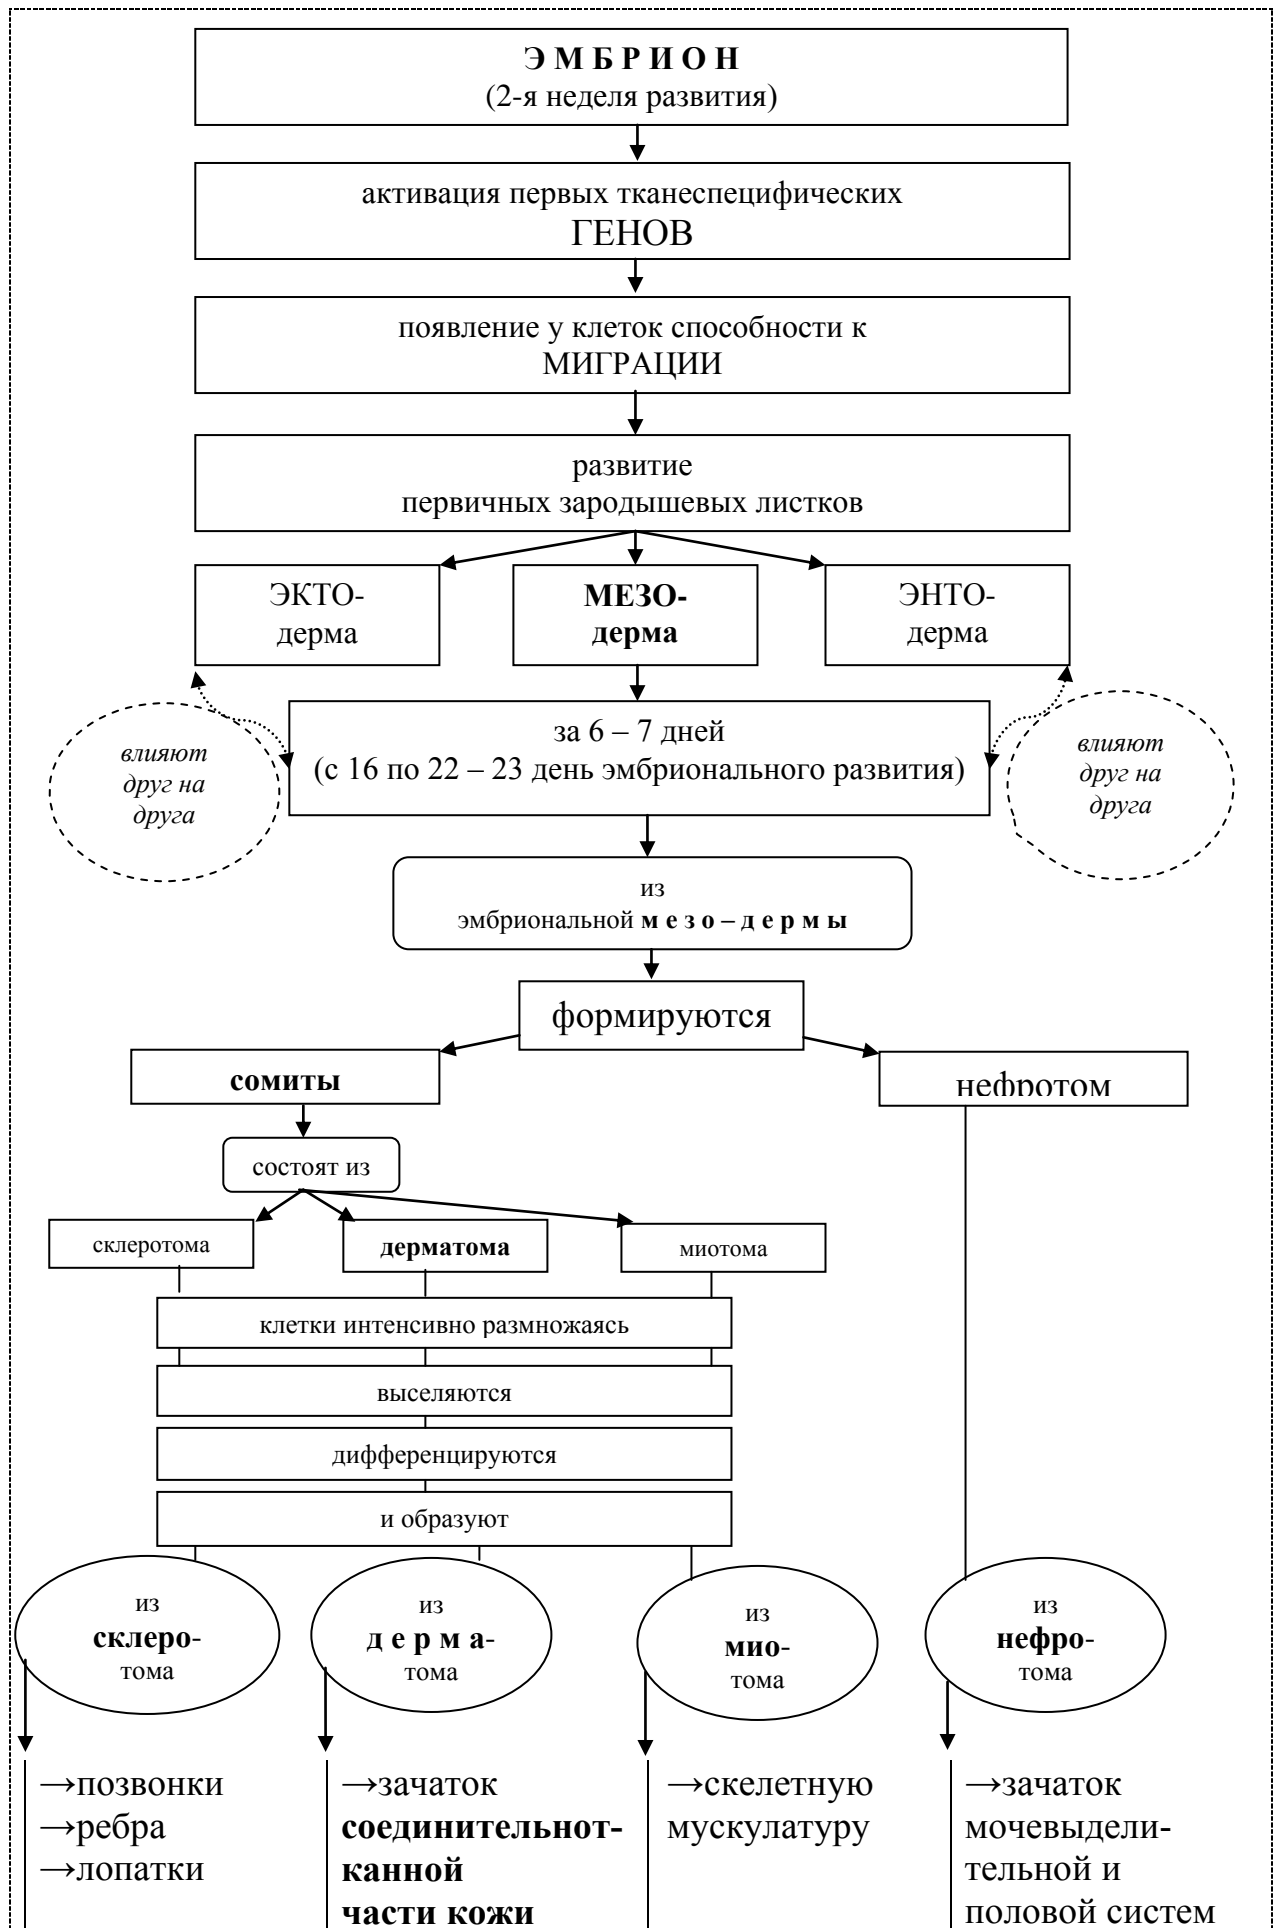 Э М Б Р И О Н
(2-я неделя развития)
активация первых тканеспецифических
ГЕНОВ
появление у клеток способности к
МИГРАЦИИ
развитие
первичных зародышевых листков
ЭКТО-
дерма
МЕЗО-
дерма
ЭНТО-
дерма
влияют
друг на
друга
за 6 – 7 дней
(с 16 по 22 – 23 день эмбрионального развития)
влияют
друг на
друга
из
эмбриональной м е з о – д е р м ы
формируются
сомиты
нефротом
состоят из
склеротома
дерматома
миотома
клетки интенсивно размножаясь
выселяются
дифференцируются
и образуют
из
склеро-
тома
из
д е р м а-
тома
из
мио-
тома
из
нефро-
тома
→позвонки
→ребра
→лопатки
→зачаток
соединительнот-
канной
части кожи
→скелетную
мускулатуру
→зачаток
мочевыдели-
тельной и
половой систем